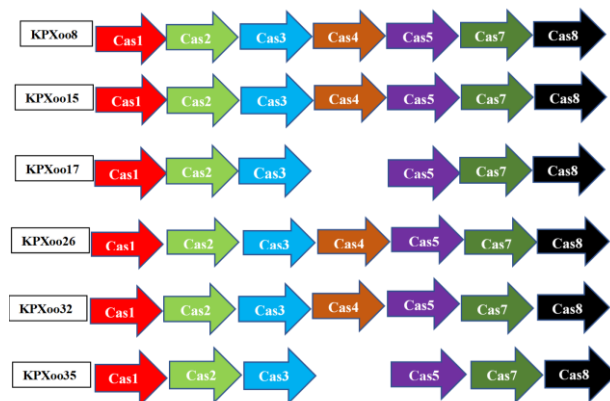 KPXoo8 Cas1 Cas2 Cas3 Cas4 Cas5 Cas7 Cas8
KPXoo15 Cas1 Cas2 Cas3 Cas4 Cas5 Cas7 Cas8
KPXoo17 Cas1 Cas2 Cas3 Cas5 Cas7 Cas8
KPXoo26 Cas1 Cas2 Cas3 Cas4 Cas5 Cas7 Cas8
KPXoo32 Cas1 Cas2 Cas3 Cas4 Cas5 Cas7 Cas8
KPXoo35 Cas1 Cas2 Cas3 Cas5 Cas7 Cas8